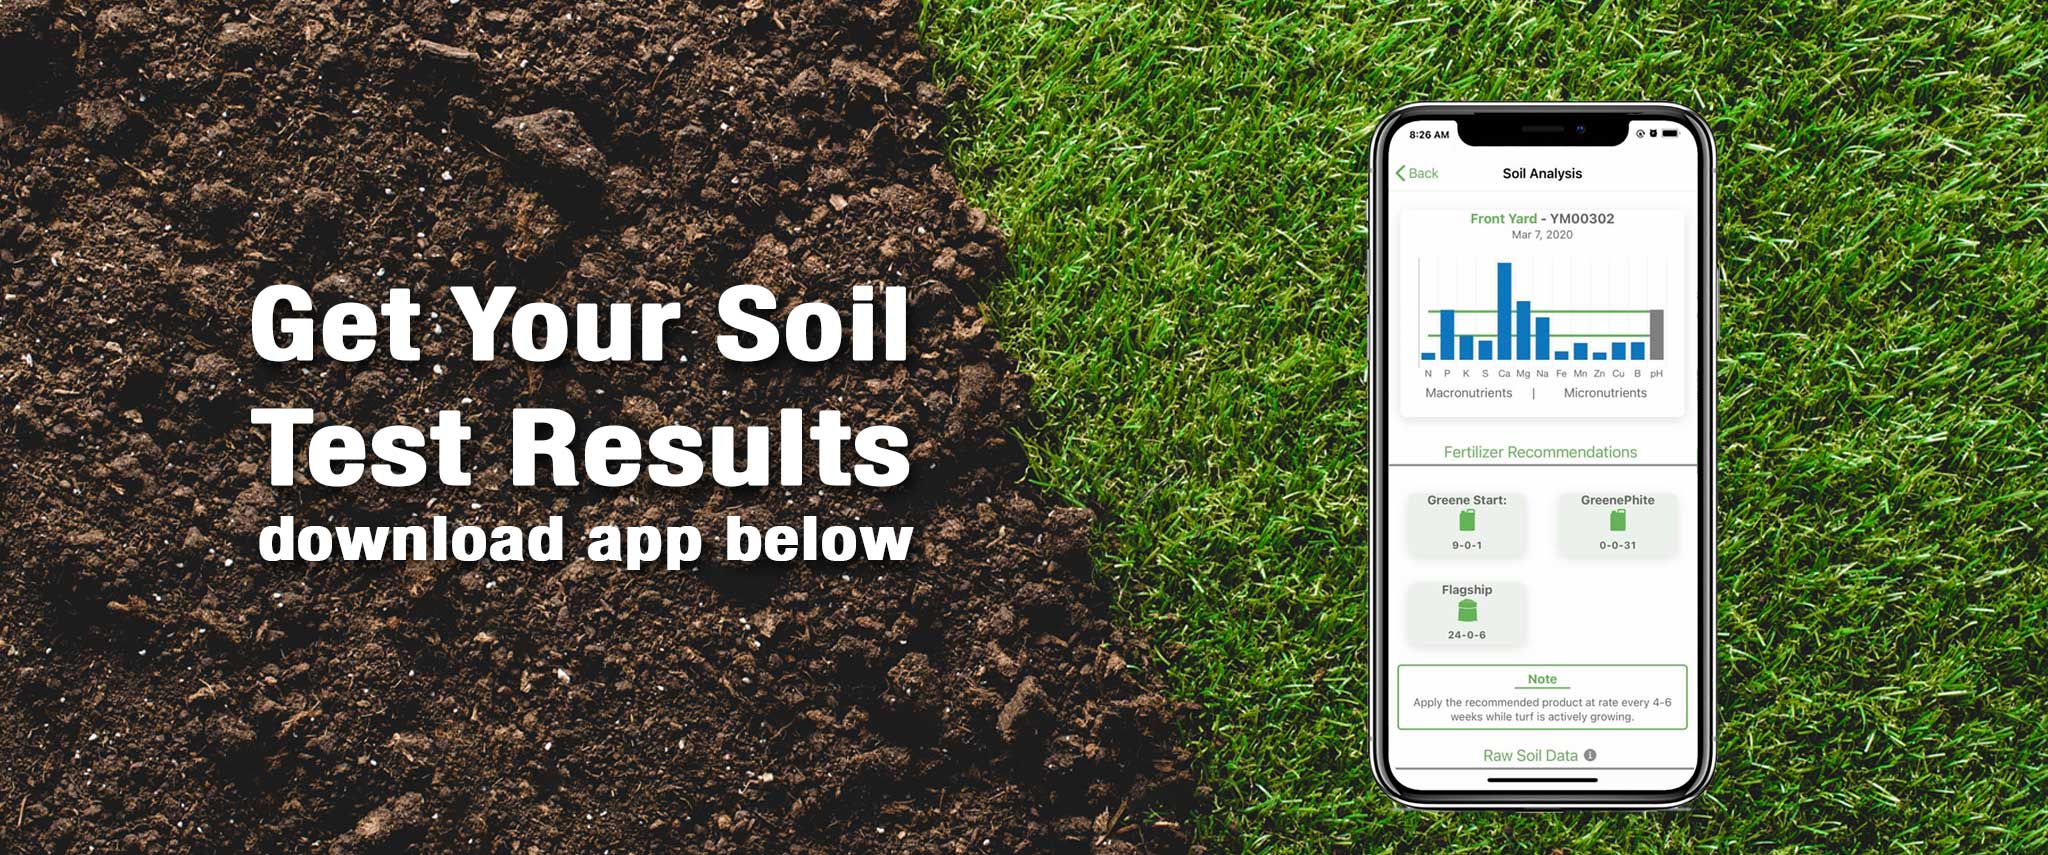 Get Your Soil
Test Results
download app below
8:26 AM
Back
Soil Analysis
Front Yard - YM00302
Mar 7, 2020
N P K S Ca Mg Na Fe Mn Zn Cu B pH
Macronutrients | Micronutrients
Fertilizer Recommendations
Greene Start: GreenePhite
9-0-1 0-0-31
Flagship
24-0-6
Note
Apply the recommended product at rate every 4-6
weeks while turf is actively growing.
Raw Soil Data